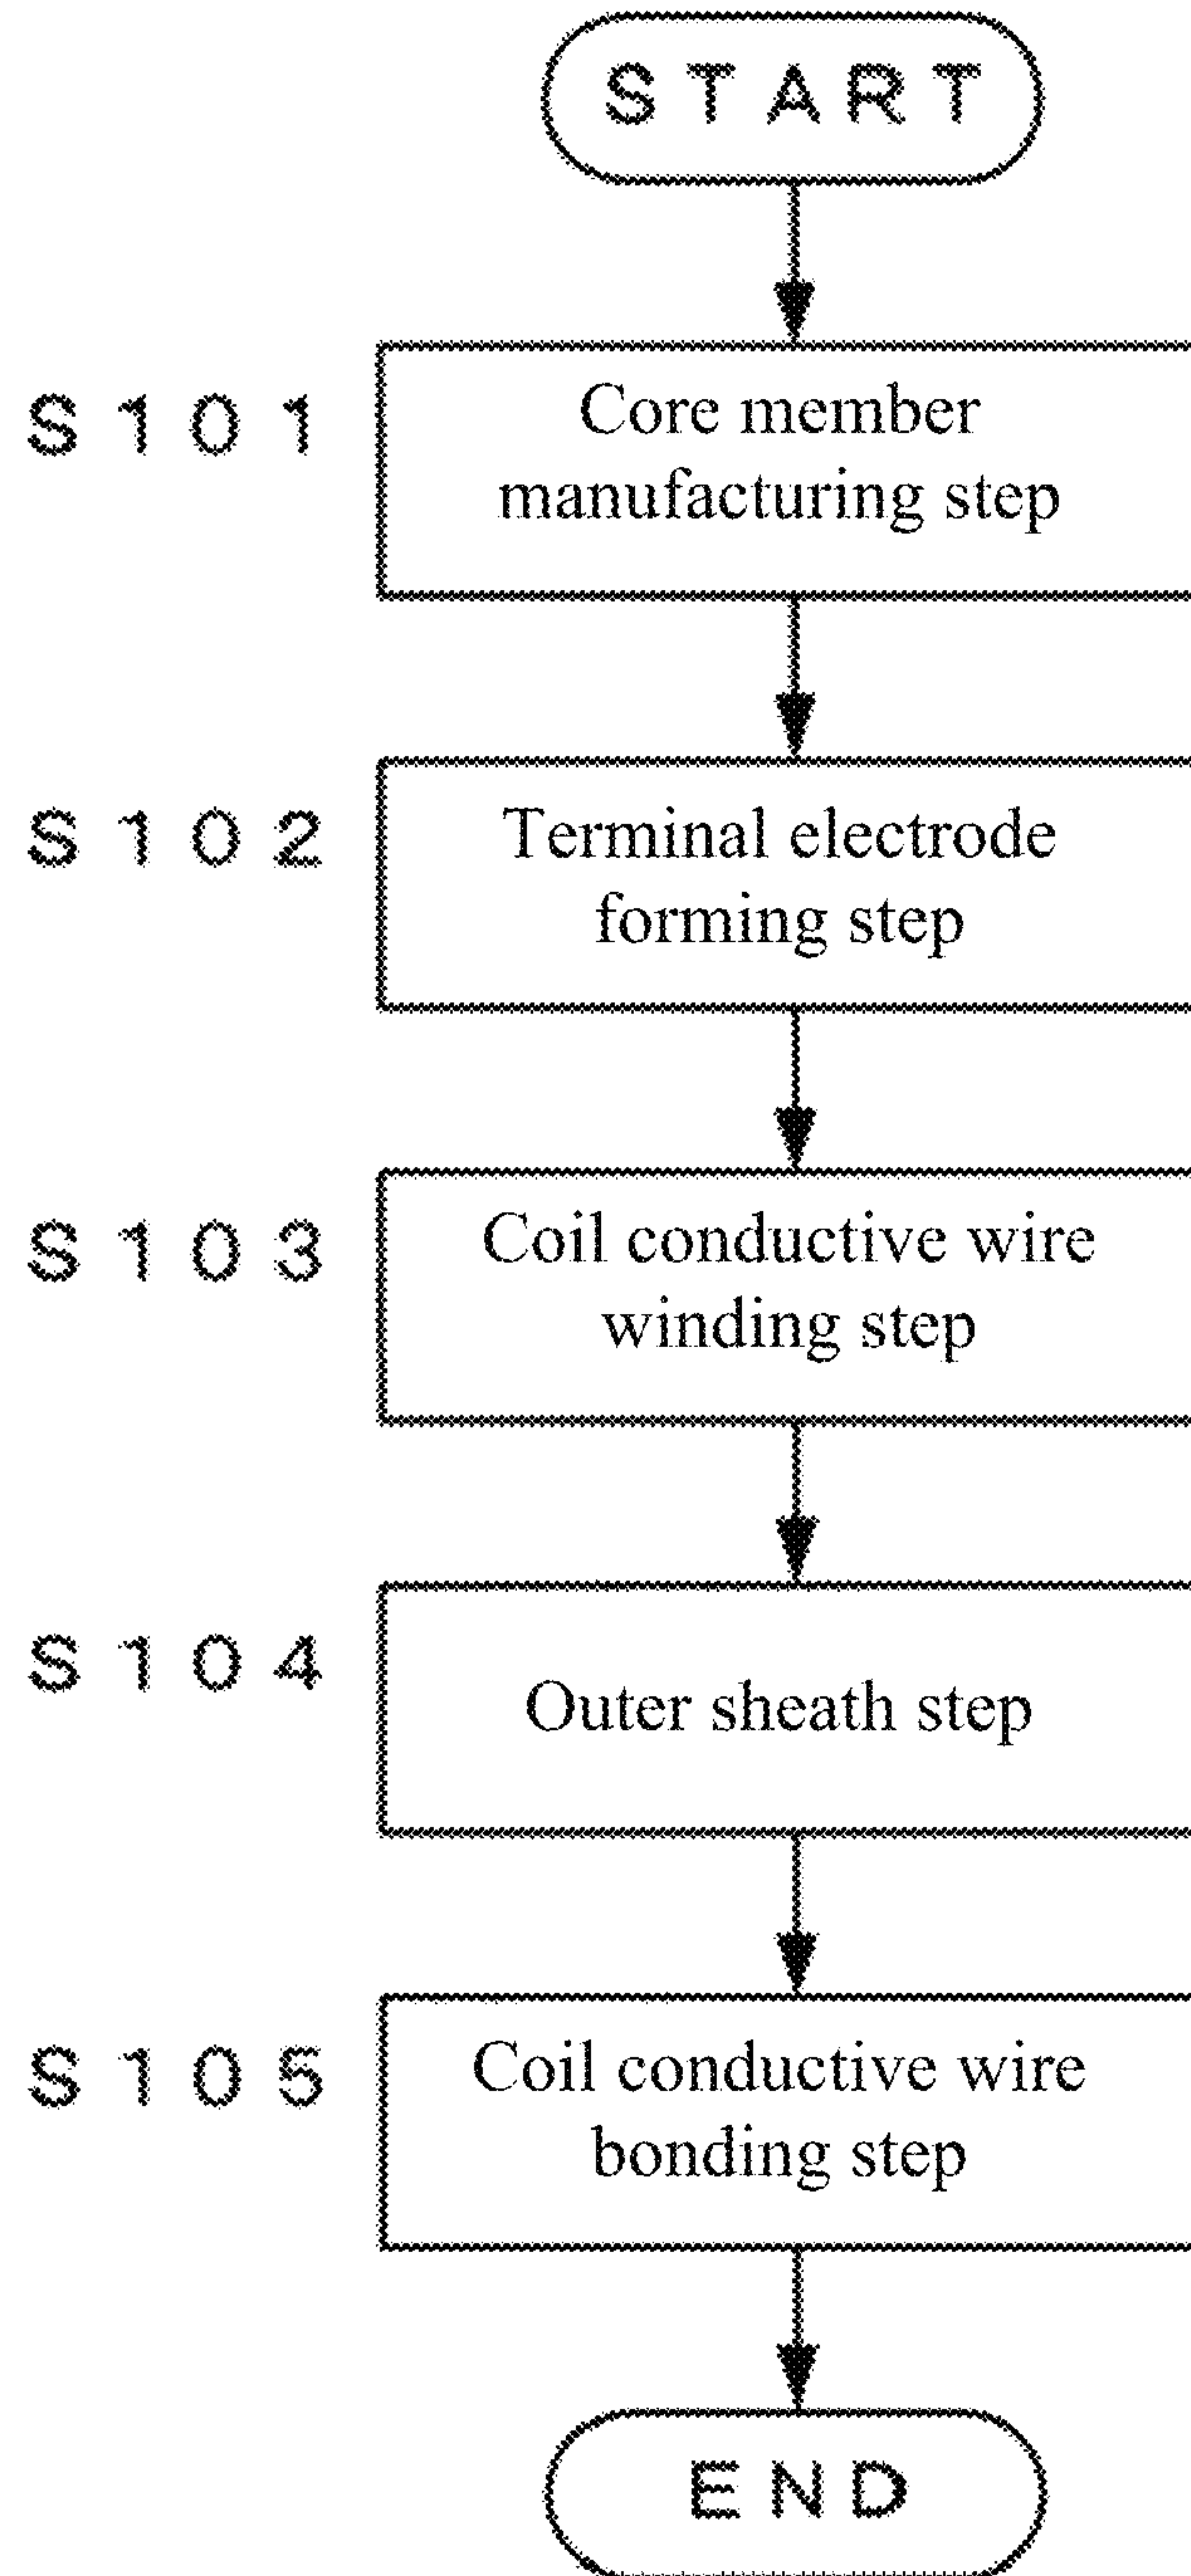 START
S101
Core member
manufacturing step
S102
Terminal electrode
forming step
S103
Coil conductive wire
winding step
S104
Outer sheath step
S105
Coil conductive wire
bonding step
END